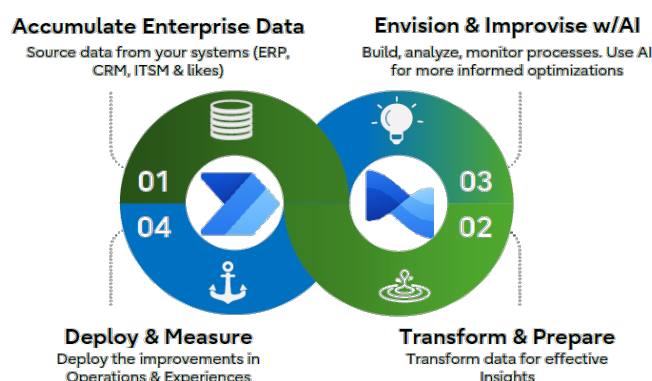 Accumulate Enterprise Data
Source data from your systems (ERP,
CRM, ITSM & likes)
Envision & Improvise w/AI
Build, analyze, monitor processes. Use AI
for more informed optimizations
01
03
04
02
Deploy & Measure
Deploy the improvements in
Operations & Experiences
Transform & Prepare
Transform data for effective
Insights